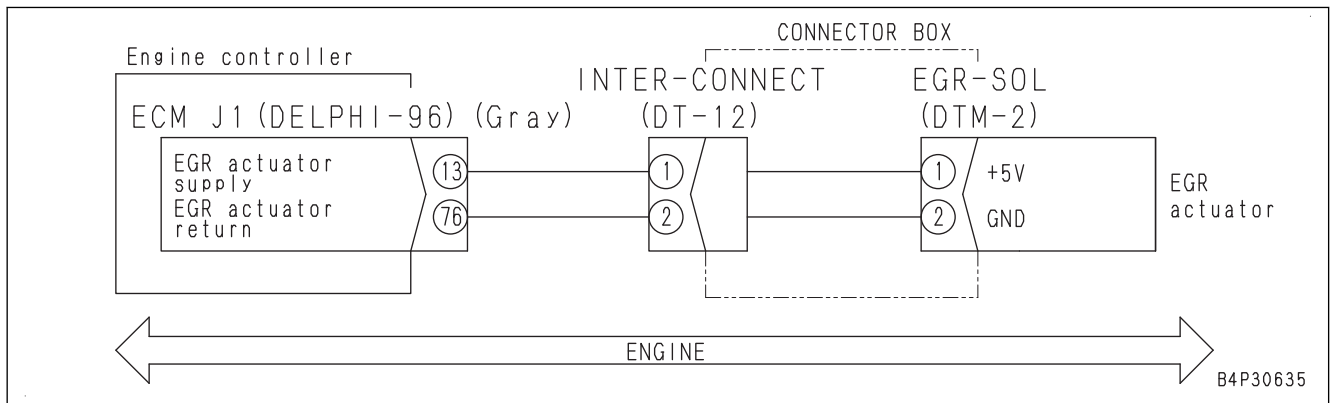 CONNECTOR BOX
Engine controller
INTER-CONNECT
EGR-SOL
ECM J1(DELPHI-96)(Gray)
(DT-12)
(DTM-2)
EGR actuator
supply
13
1
1
+5V
EGR
actuator
EGR actuator
return
76
2
2
GND
ENGINE
B4P30635